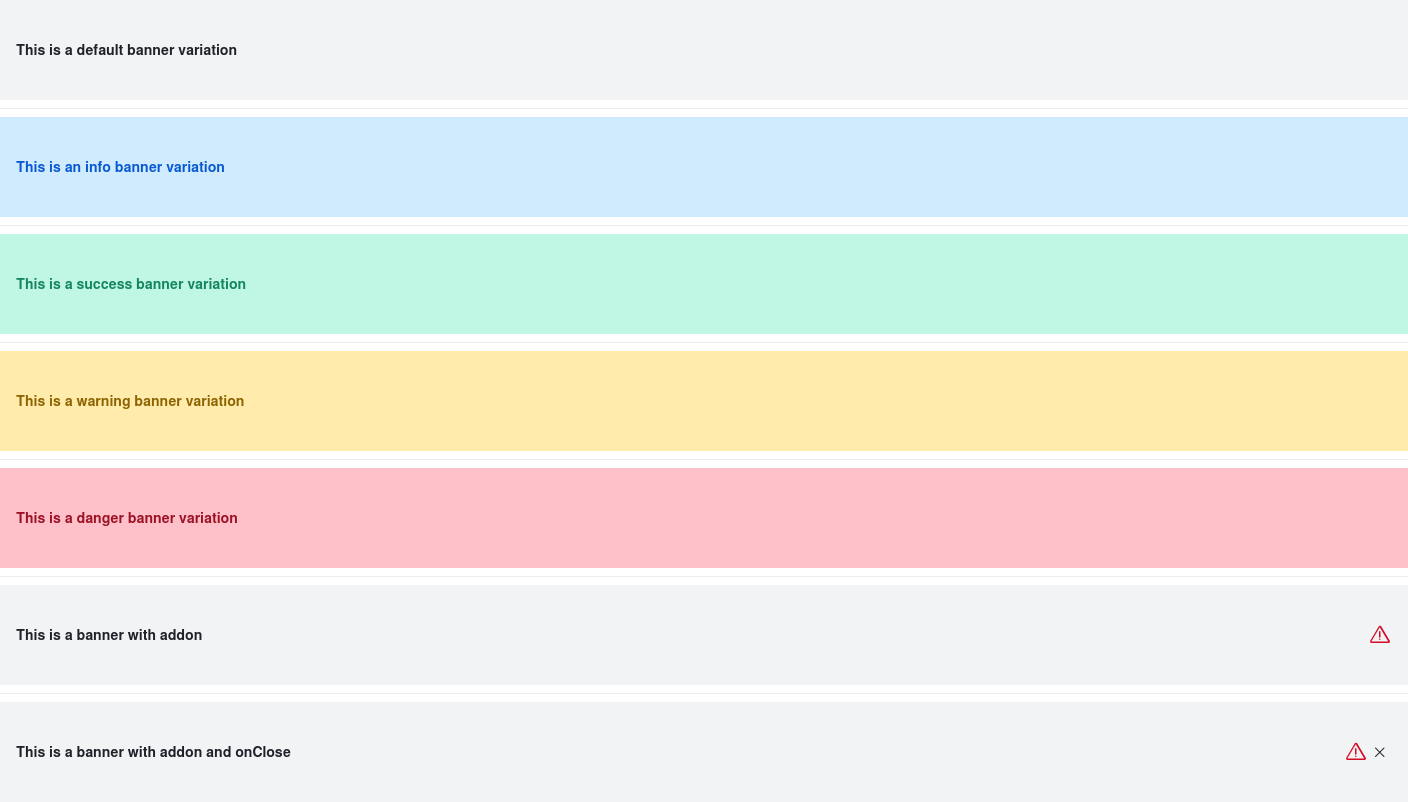 This is a default banner variation
This is an info banner variation
This is a success banner variation
This is a warning banner variation
This is a danger banner variation
This is a banner with addon
This is a banner with addon and onClose